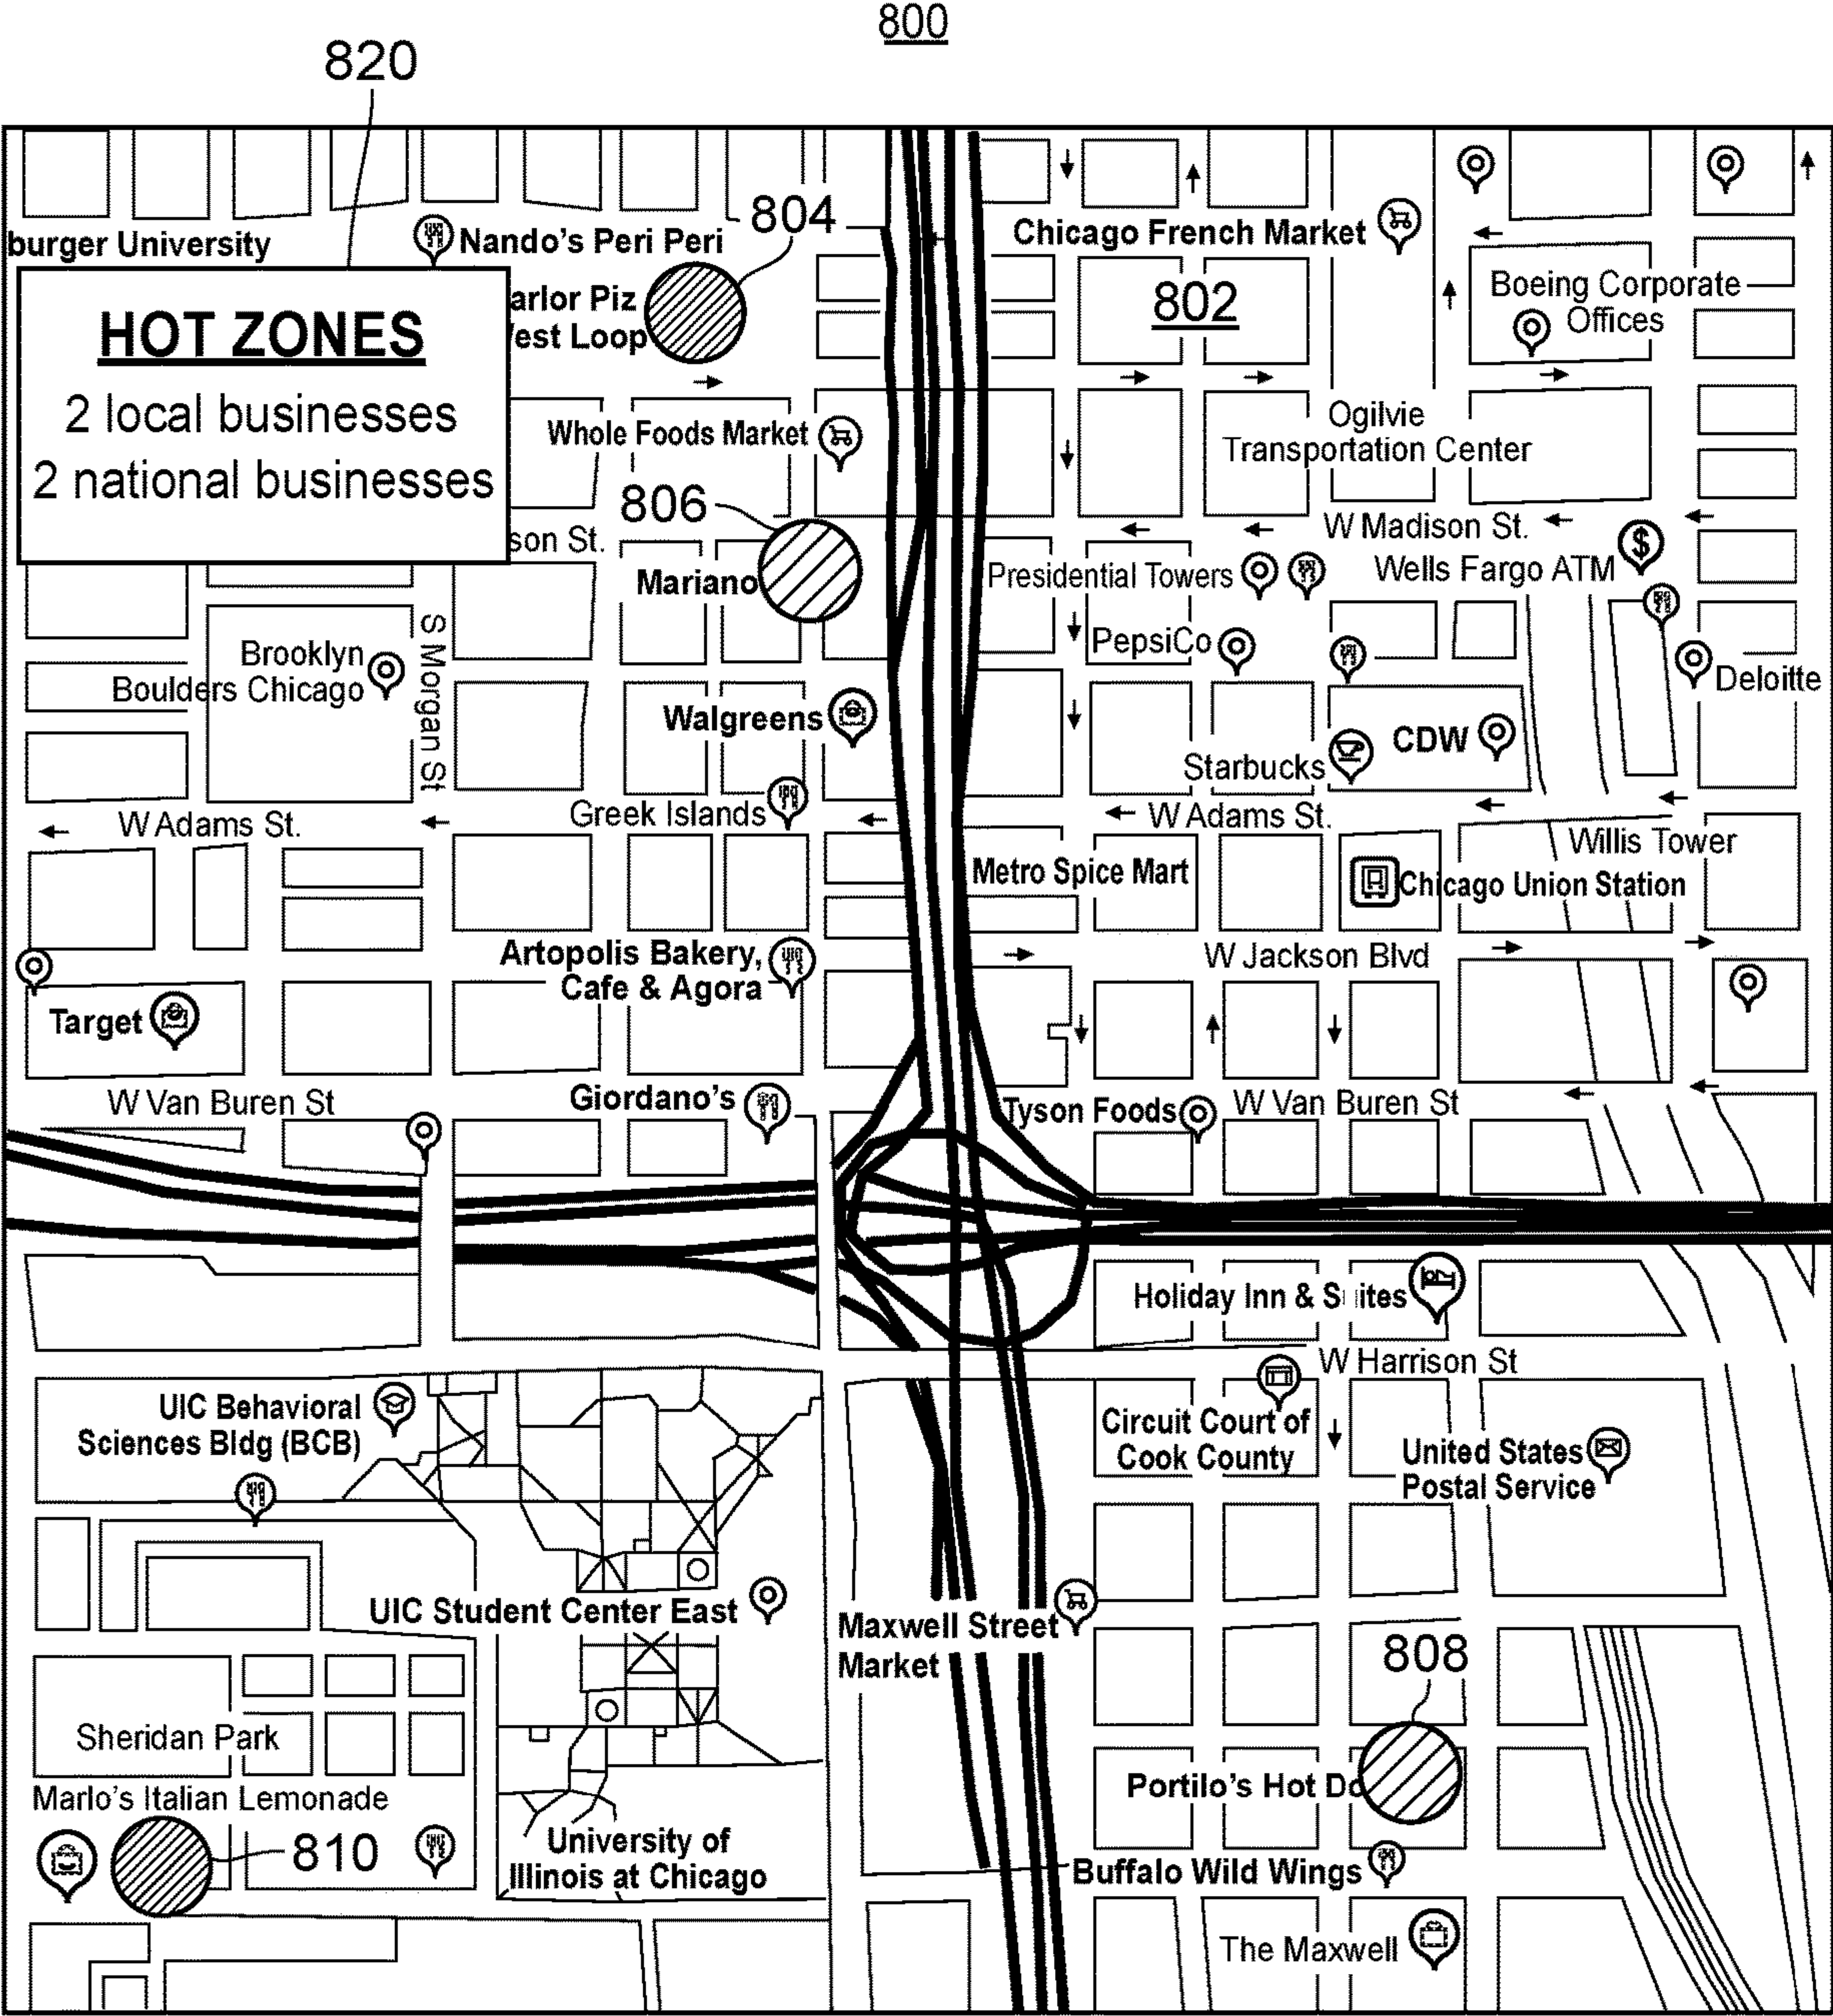 800
820
804
burger University
Nando's Peri Peri
Chicago French Market
802
Boeing Corporate
Offices
HOT ZONES
2 local businesses
2 national businesses
arlor Piz
est Loop
Whole Foods Market
Ogilvie
Transportation Center
806
son St.
W Madison St.
$
Mariano
Presidential Towers
Wells Fargo ATM
S Morgan St
Brooklyn
Boulders Chicago
PepsiCo
Deloitte
Walgreens
Starbucks
CDW
Greek Islands
W Adams St.
W Adams St.
Willis Tower
Metro Spice Mart
Chicago Union Station
Artopolis Bakery,
Cafe & Agora
W Jackson Blvd
Target
W Van Buren St
Giordano's
Tyson Foods
W Van Buren St
Holiday Inn & S ites
W Harrison St
UIC Behavioral
Sciences Bldg (BCB)
Circuit Court of
Cook County
United States
Postal Service
UIC Student Center East
Maxwell Street
Market
808
Sheridan Park
Marlo's Italian Lemonade
Portilo's Hot Do
810
University of
Illinois at Chicago
Buffalo Wild Wings
The Maxwell